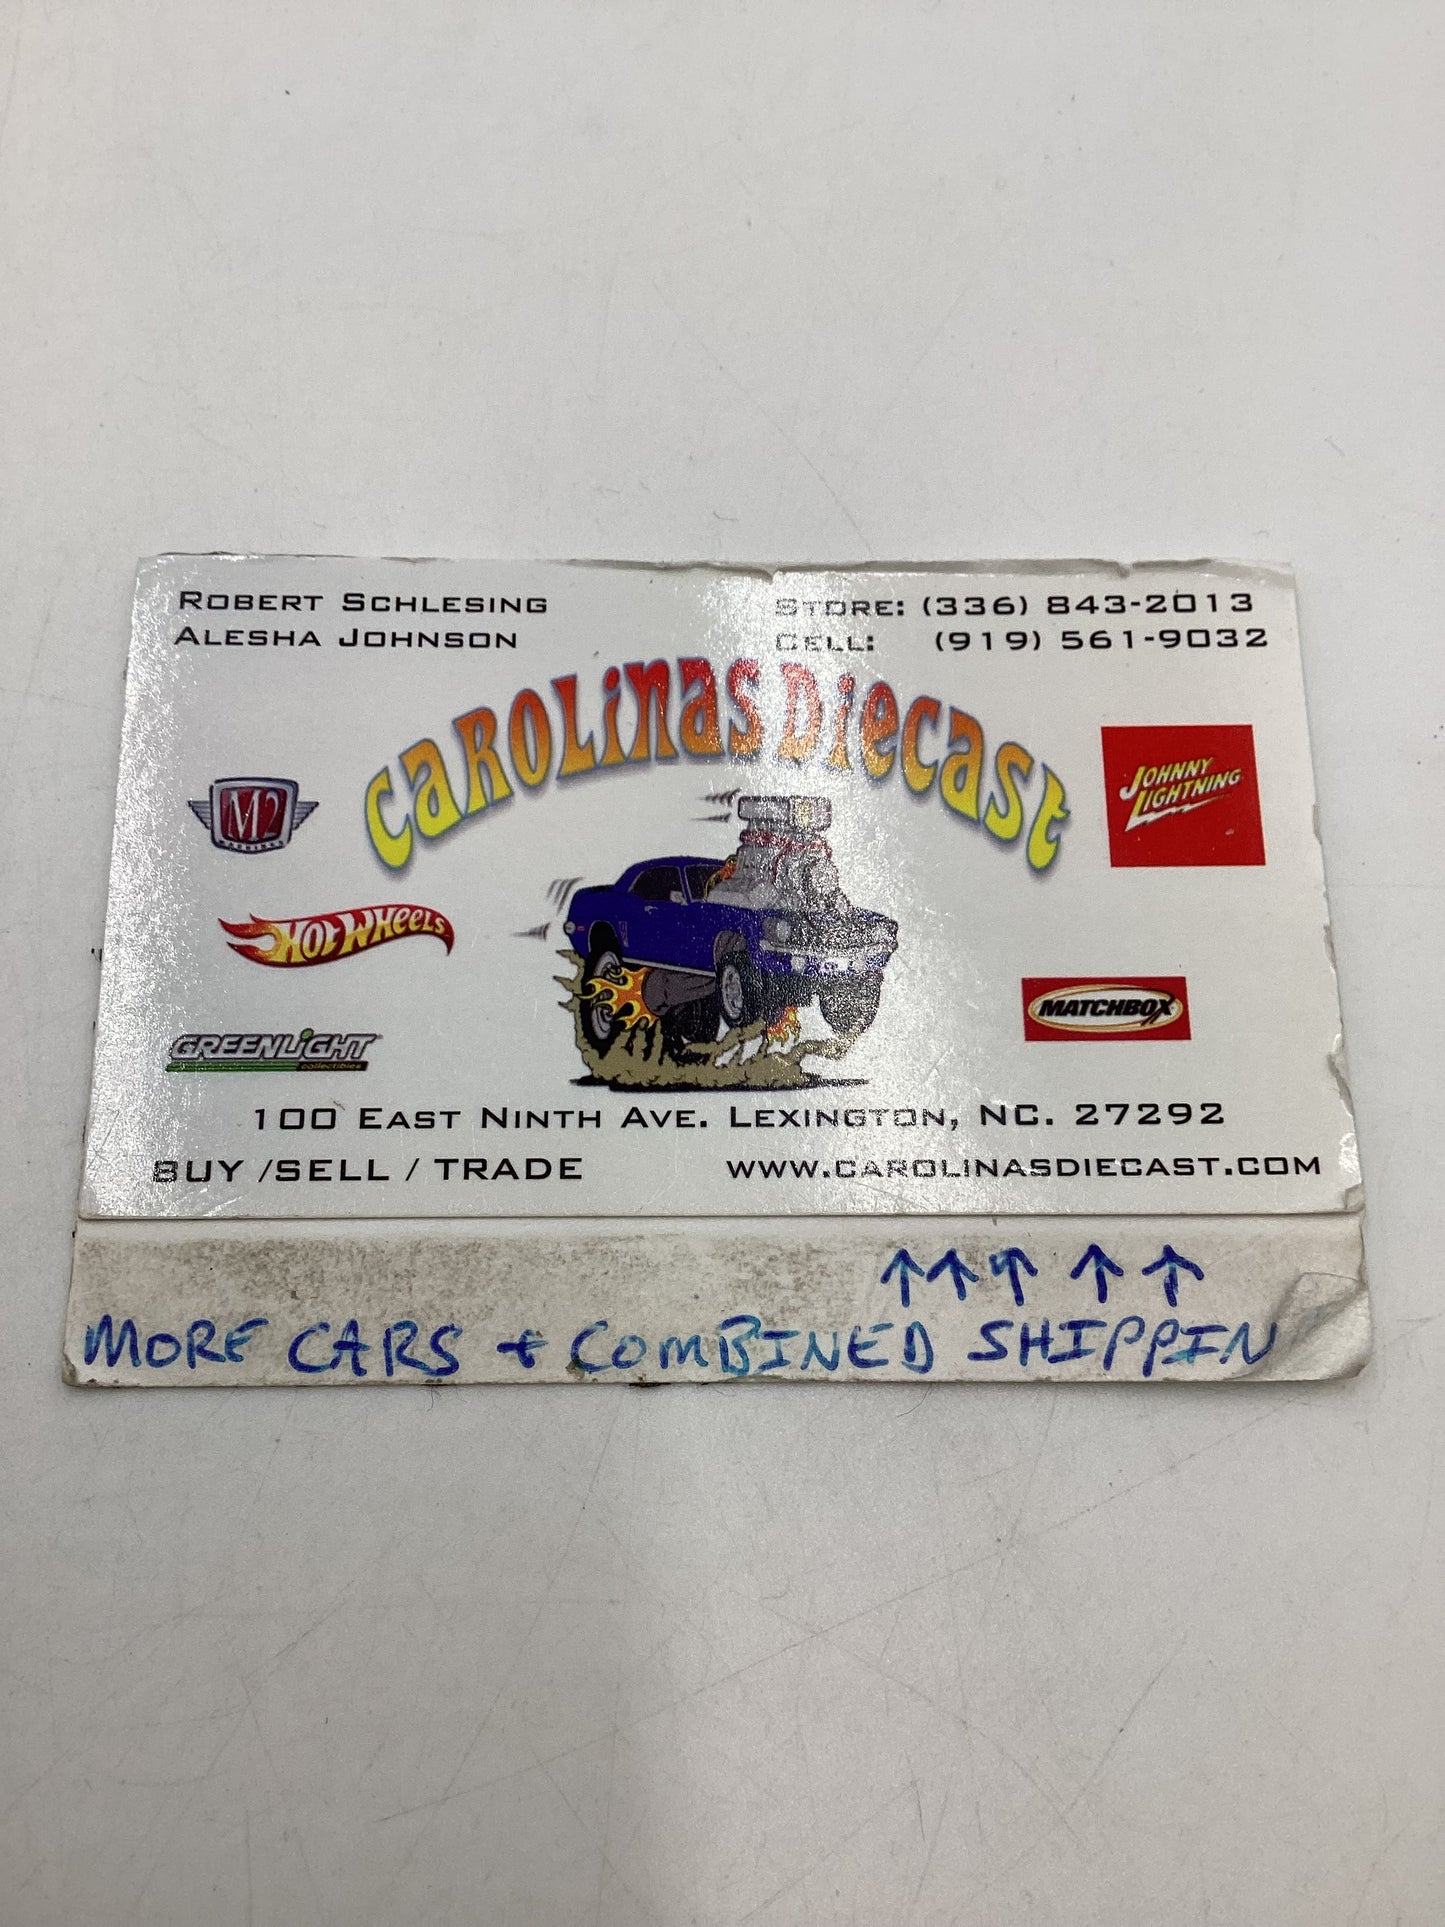 ROBERT SCHLESING
ALESHA JOHNSON
STORE: (336) 843-2013
CELL: (919) 561-9032
CAROLiNAS DiECAST
M2
MACHINES
JOHNNY
LIGHTNING
HOT WHEELS
MATCHBOX
GREENLiGHT
collectibles
100 EAST NINTH AVE. LEXINGTON, NC. 27292
BUY /SELL / TRADE
WWW.CAROLINASDIECAST.COM
↑ ↑ ↑ ↑ ↑
MORE CARS + COMBINED SHIPPIN